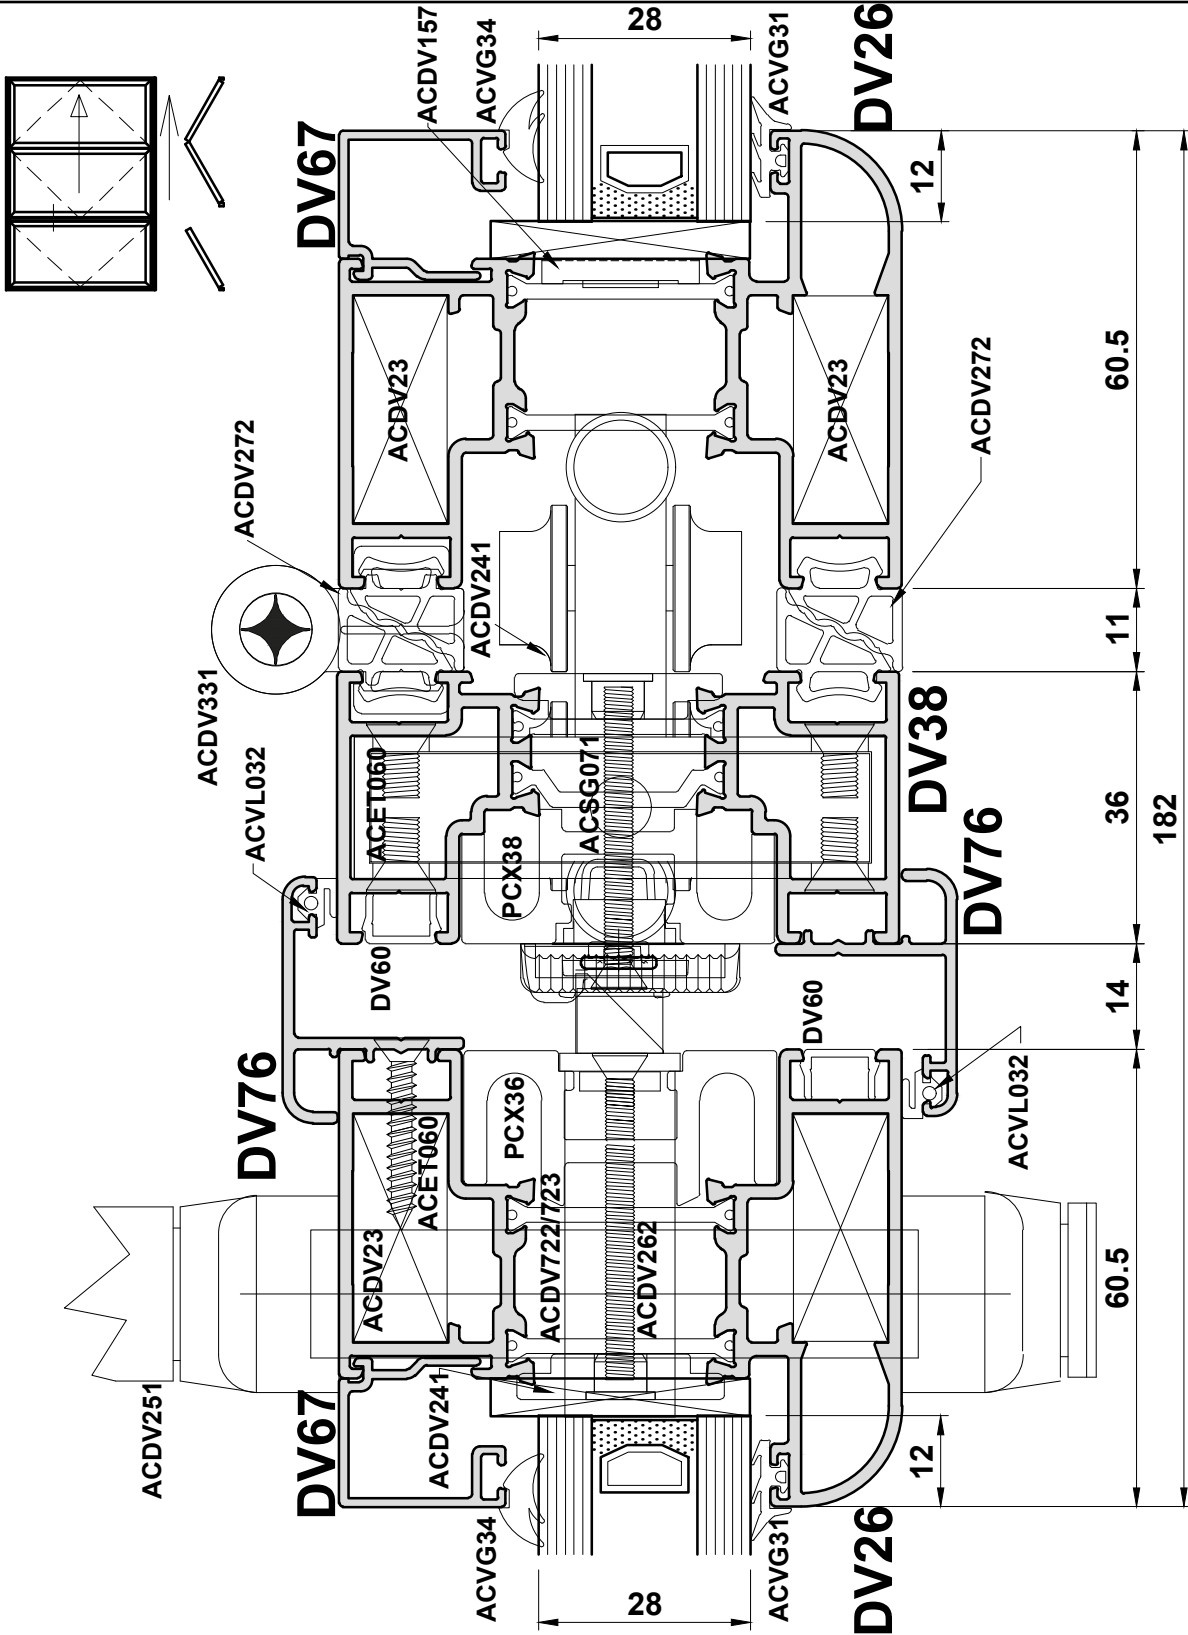 28
ACDV157
ACVG34
ACVG31
DV26
DV67
12
ACDV23
ACDV23
60.5
ACDV272
ACDV272
ACDV241
11
ACDV331
ACVL032
ACET060
ACSG071
DV38
36
182
PCX38
DV76
DV60
DV60
14
DV76
PCX36
ACVL032
ACET060
ACDV23
ACDV722/723
ACDV262
60.5
ACDV251
DV67
ACDV241
12
ACVG34
ACVG31
DV26
28